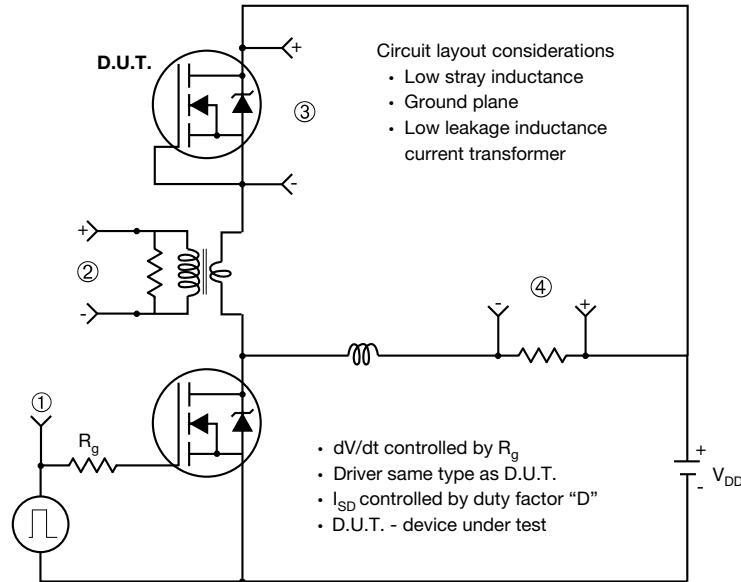 D.U.T.
+
Circuit layout considerations
• Low stray inductance
• Ground plane
• Low leakage inductance
current transformer
③
-
+
②
-
-
④
+
①
R_g
• dV/dt controlled by R_g
• Driver same type as D.U.T.
• I_SD controlled by duty factor “D”
• D.U.T. - device under test
+
V_DD
-